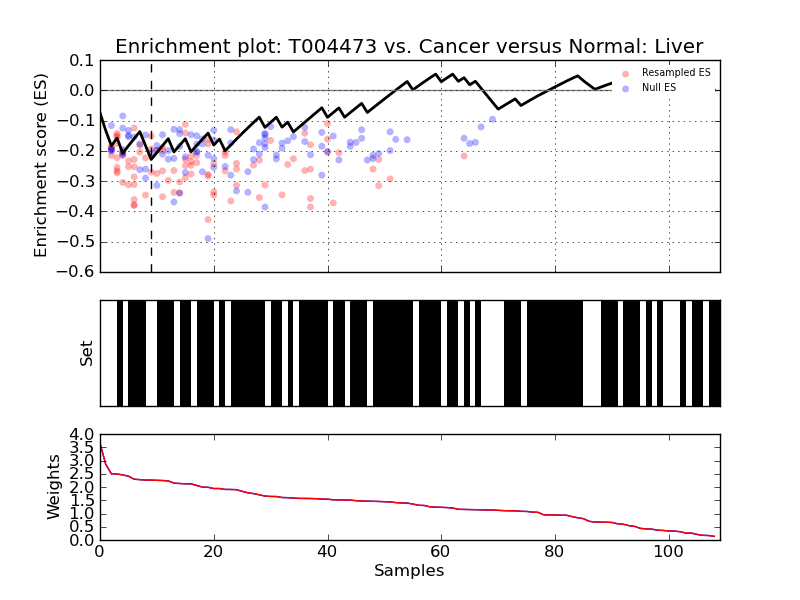 Enrichment plot: T004473 vs. Cancer versus Normal: Liver
Enrichment score (ES)
0.1
0.0
−0.1
−0.2
−0.3
−0.4
−0.5
−0.6
Resampled ES
Null ES
Set
Weights
4.0
3.5
3.0
2.5
2.0
1.5
1.0
0.5
0.0
0 20 40 60 80 100
Samples